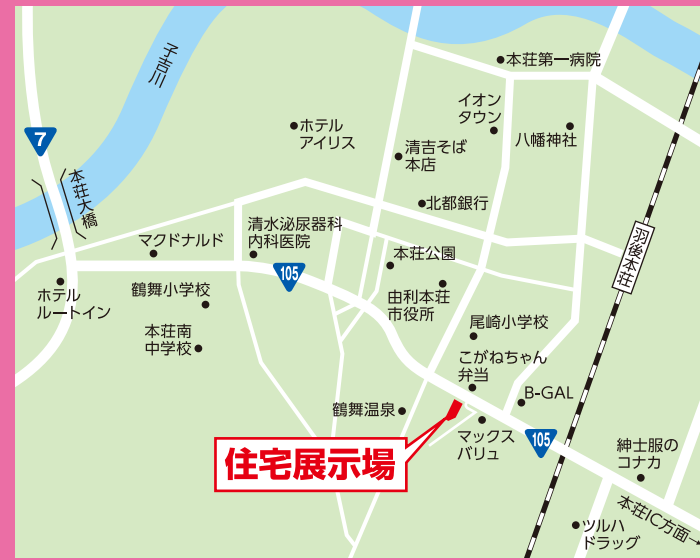 子吉川
本荘第一病院
イオン
タウン
ホテル
アイリス
八幡神社
7
清吉そば
本店
本荘大橋
北都銀行
清水泌尿器科
内科医院
マクドナルド
羽後本荘
本荘公園
105
ホテル
ルートイン
鶴舞小学校
由利本荘
市役所
尾崎小学校
本荘南
中学校
こがねちゃん
弁当
B-GAL
鶴舞温泉
マックス
バリュ
105
紳士服の
コナカ
住宅展示場
本荘IC方面→
ツルハ
ドラッグ